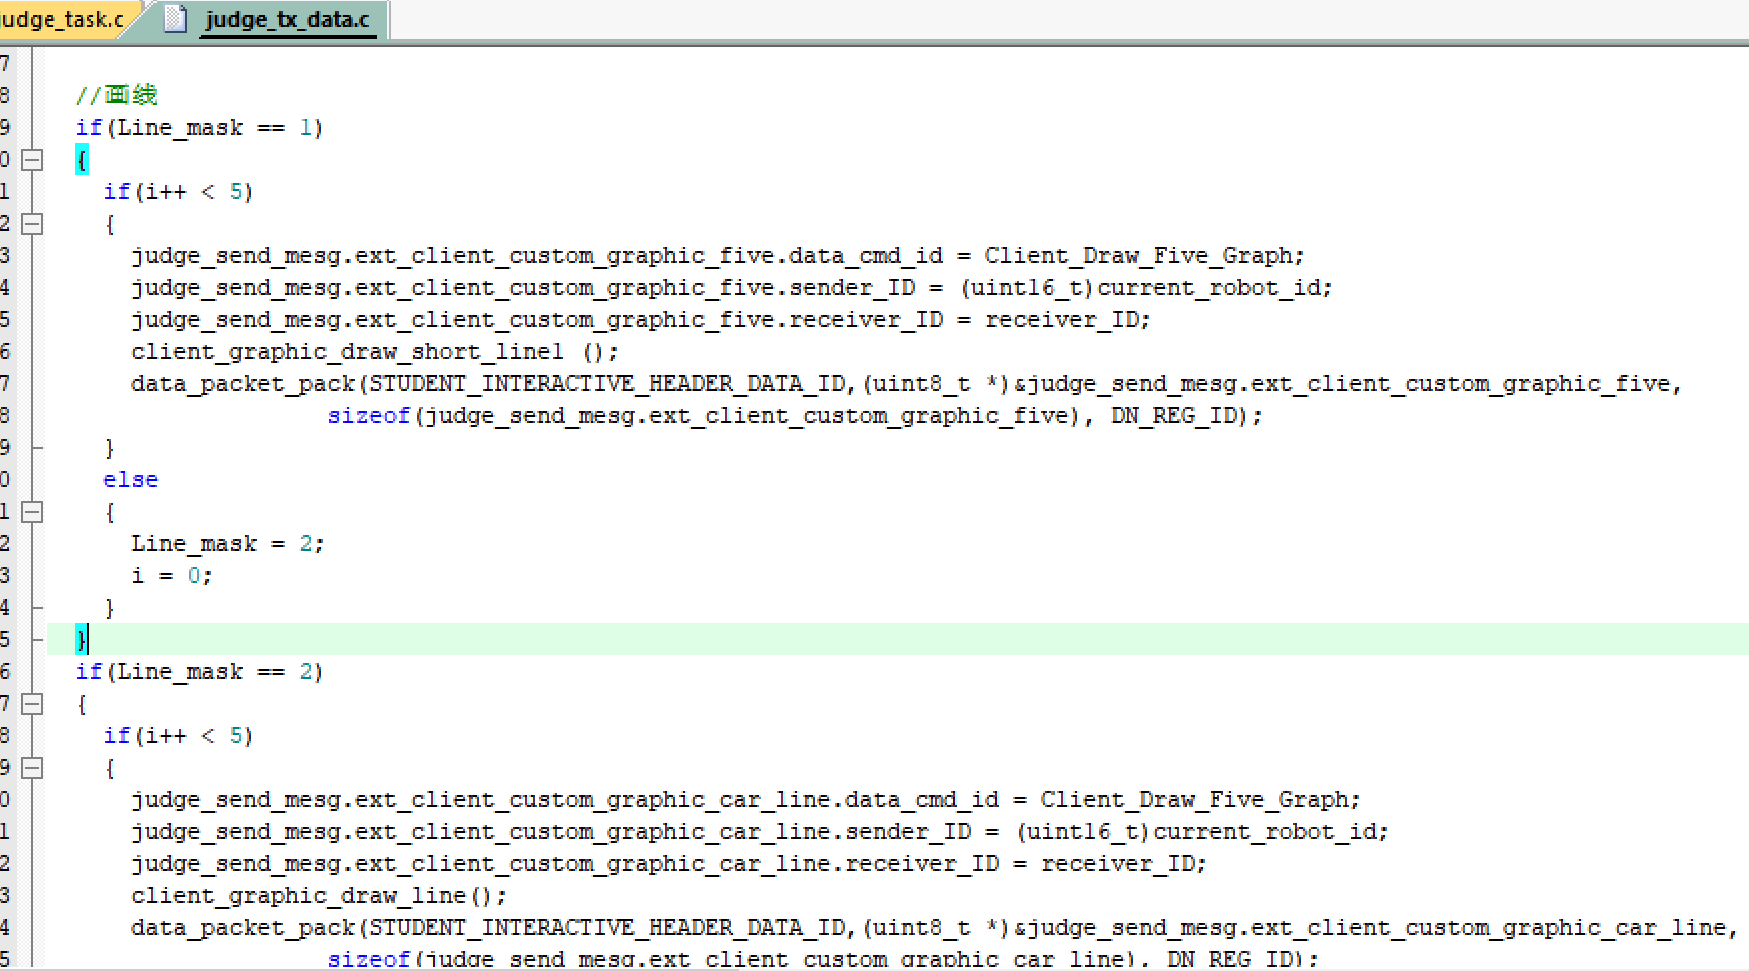 judge_task.c judge_tx_data.c
7
8 //画线
9 if(Line_mask == 1)
0 {
1 if(i++ < 5)
2 {
3 judge_send_mesg.ext_client_custom_graphic_five.data_cmd_id = Client_Draw_Five_Graph;
4 judge_send_mesg.ext_client_custom_graphic_five.sender_ID = (uint16_t)current_robot_id;
5 judge_send_mesg.ext_client_custom_graphic_five.receiver_ID = receiver_ID;
6 client_graphic_draw_short_line1 ();
7 data_packet_pack(STUDENT_INTERACTIVE_HEADER_DATA_ID,(uint8_t *)&judge_send_mesg.ext_client_custom_graphic_five,
8 sizeof(judge_send_mesg.ext_client_custom_graphic_five), DN_REG_ID);
9 }
0 else
1 {
2 Line_mask = 2;
3 i = 0;
4 }
5 }
6 if(Line_mask == 2)
7 {
8 if(i++ < 5)
9 {
0 judge_send_mesg.ext_client_custom_graphic_car_line.data_cmd_id = Client_Draw_Five_Graph;
1 judge_send_mesg.ext_client_custom_graphic_car_line.sender_ID = (uint16_t)current_robot_id;
2 judge_send_mesg.ext_client_custom_graphic_car_line.receiver_ID = receiver_ID;
3 client_graphic_draw_line();
4 data_packet_pack(STUDENT_INTERACTIVE_HEADER_DATA_ID,(uint8_t *)&judge_send_mesg.ext_client_custom_graphic_car_line,
5 sizeof(judge_send_mesg.ext_client_custom_graphic_car_line), DN_REG_ID);